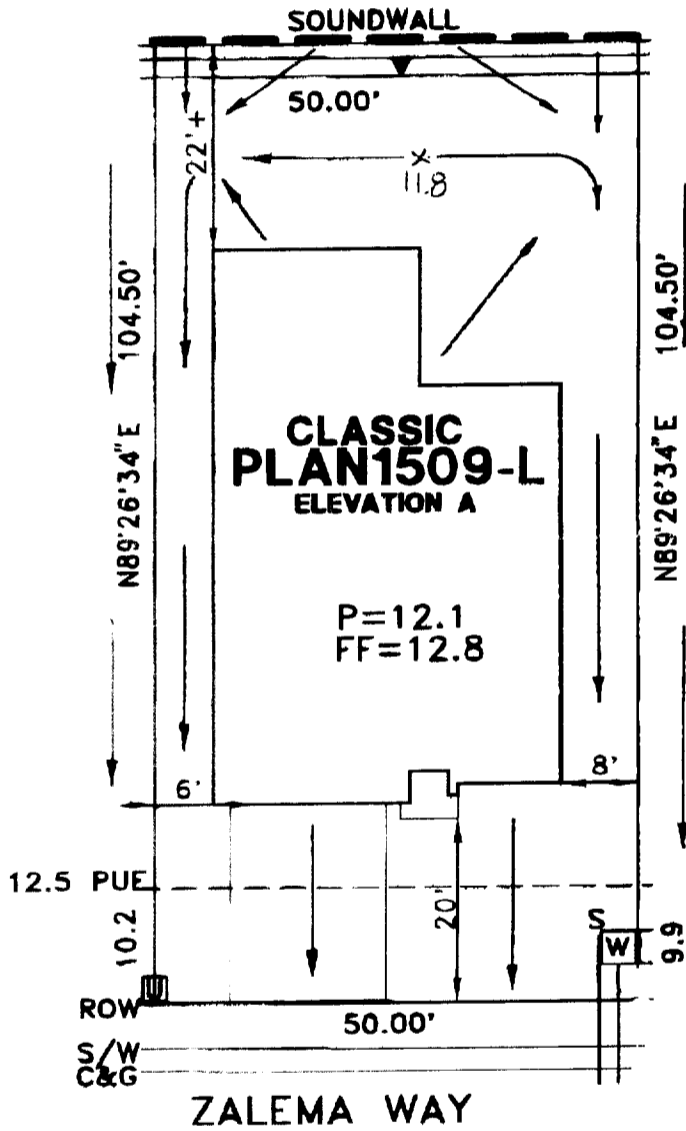 SOUNDWALL
50.00'
22'+
11.8
104.50'
104.50'
N89°26'34" E
N89°26'34" E
CLASSIC
PLAN1509-L
ELEVATION A
P=12.1
FF=12.8
6'
8'
12.5 PUE
10.2
20'
S
W
9.9
ROW
50.00'
S/W
C&G
ZALEMA WAY